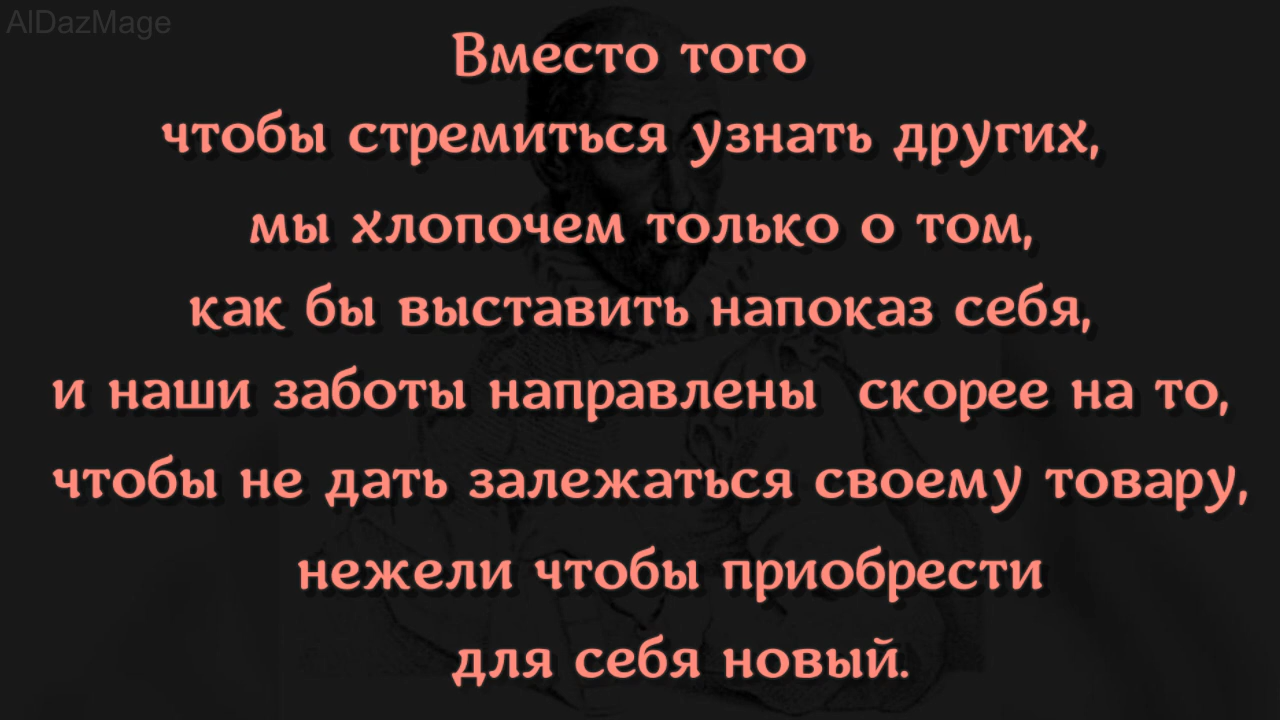 AlDazMage
Вместо того
чтобы стремиться узнать других,
мы хлопочем только о том,
как бы выставить напоказ себя,
и наши заботы направлены скорее на то,
чтобы не дать залежаться своему товару,
нежели чтобы приобрести
для себя новый.